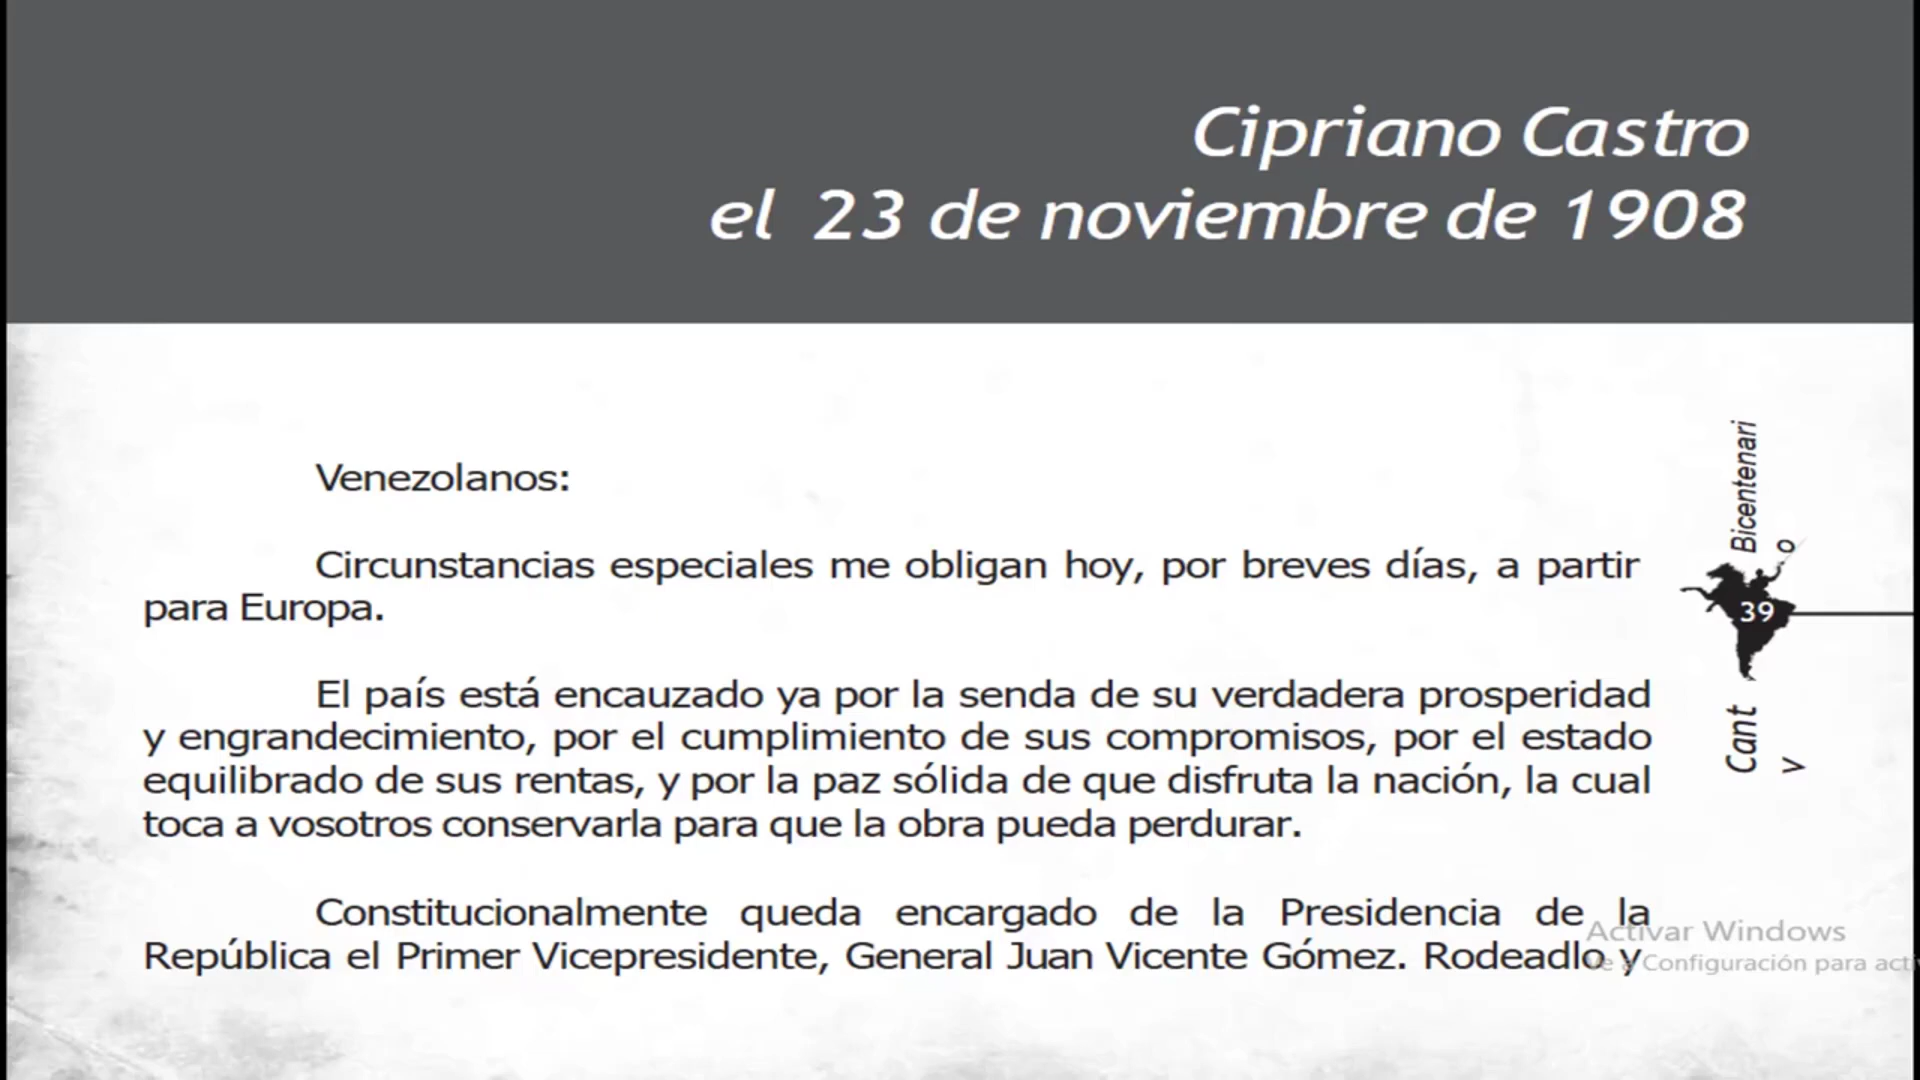 Cipriano Castro
el 23 de noviembre de 1908
Venezolanos:
Circunstancias especiales me obligan hoy, por breves días, a partir
para Europa.
El país está encauzado ya por la senda de su verdadera prosperidad
y engrandecimiento, por el cumplimiento de sus compromisos, por el estado
equilibrado de sus rentas, y por la paz sólida de que disfruta la nación, la cual
toca a vosotros conservarla para que la obra pueda perdurar.
Constitucionalmente queda encargado de la Presidencia de la
República el Primer Vicepresidente, General Juan Vicente Gómez. Rodeadlo y
Bicentenari
o
39
Cant
v
Activar Windows
Ve a Configuración para acti